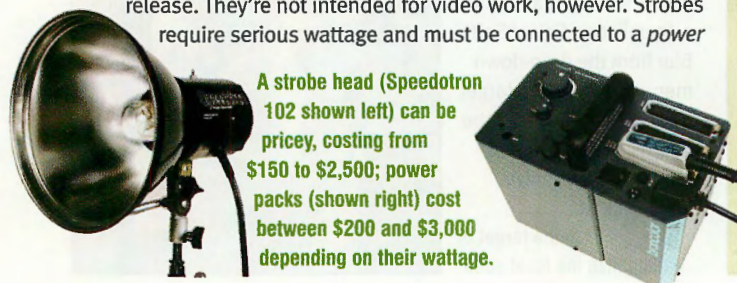 release. They're not intended for video work, however. Strobes
require serious wattage and must be connected to a power
A strobe head (Speedotron
102 shown left) can be
pricey, costing from
$150 to $2,500; power
packs (shown right) cost
between $200 and $3,000
depending on their wattage.